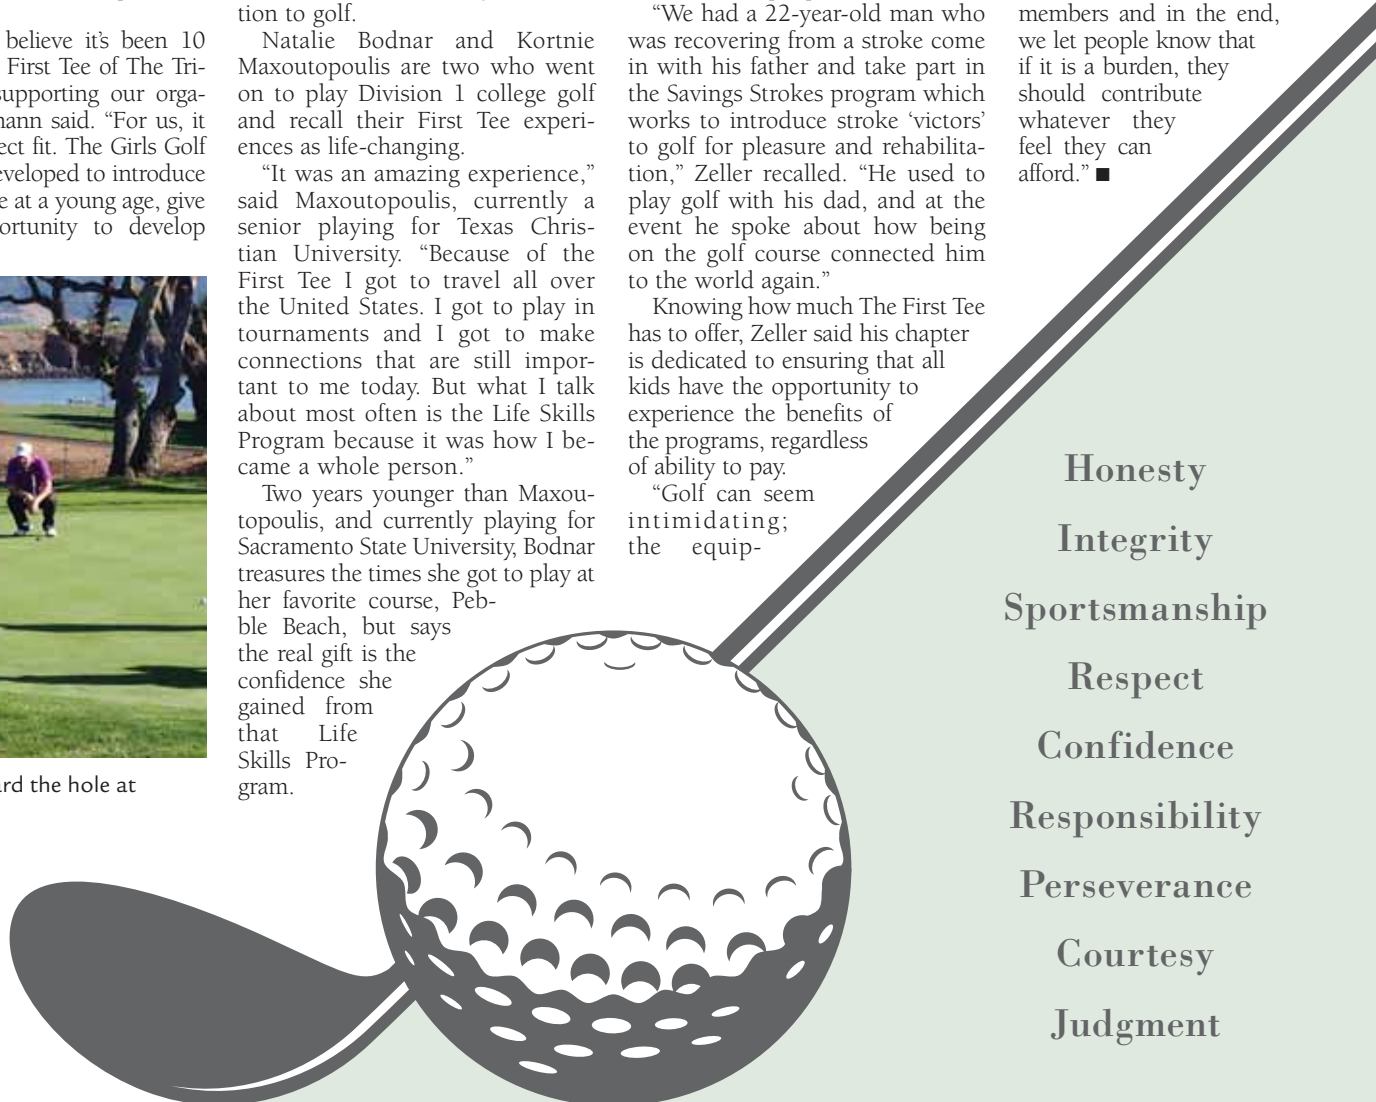 believe it’s been 10
First Tee of The Tri-
supporting our orga-
mann said. “For us, it
ect fit. The Girls Golf
eveloped to introduce
e at a young age, give
ortunity to develop
ard the hole at
tion to golf.
Natalie Bodnar and Kortnie
Maxoutopoulis are two who went
on to play Division 1 college golf
and recall their First Tee experi-
ences as life-changing.
“It was an amazing experience,”
said Maxoutopoulis, currently a
senior playing for Texas Chris-
tian University. “Because of the
First Tee I got to travel all over
the United States. I got to play in
tournaments and I got to make
connections that are still impor-
tant to me today. But what I talk
about most often is the Life Skills
Program because it was how I be-
came a whole person.”
Two years younger than Maxou-
topoulis, and currently playing for
Sacramento State University, Bodnar
treasures the times she got to play at
her favorite course, Peb-
ble Beach, but says
the real gift is the
confidence she
gained from
that Life
Skills Pro-
gram.
“We had a 22-year-old man who
was recovering from a stroke come
in with his father and take part in
the Savings Strokes program which
works to introduce stroke ‘victors’
to golf for pleasure and rehabilita-
tion,” Zeller recalled. “He used to
play golf with his dad, and at the
event he spoke about how being
on the golf course connected him
to the world again.”
Knowing how much The First Tee
has to offer, Zeller said his chapter
is dedicated to ensuring that all
kids have the opportunity to
experience the benefits of
the programs, regardless
of ability to pay.
“Golf can seem
intimidating;
the equip-
members and in the end,
we let people know that
if it is a burden, they
should contribute
whatever they
feel they can
afford.” ■
Honesty
Integrity
Sportsmanship
Respect
Confidence
Responsibility
Perseverance
Courtesy
Judgment